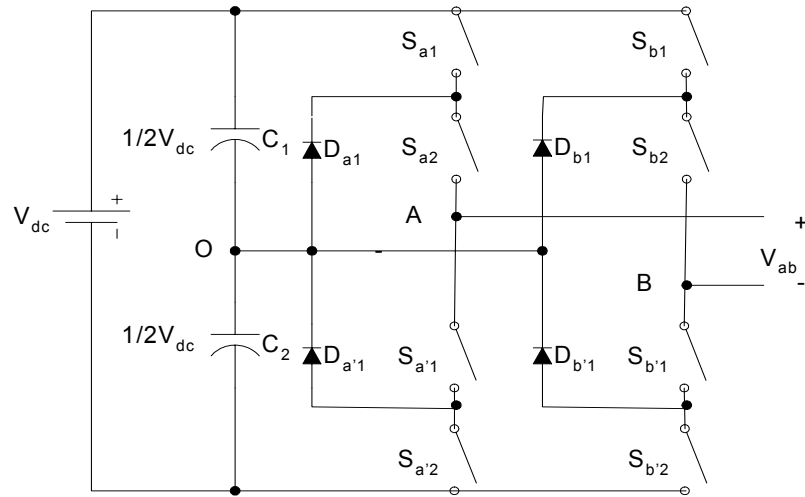 S_a1
S_b1
1/2V_dc
C_1
D_a1
S_a2
D_b1
S_b2
V_dc
+
-
A
+
O
-
V_ab
B
-
1/2V_dc
C_2
D_a'1
S_a'1
D_b'1
S_b'1
S_a'2
S_b'2